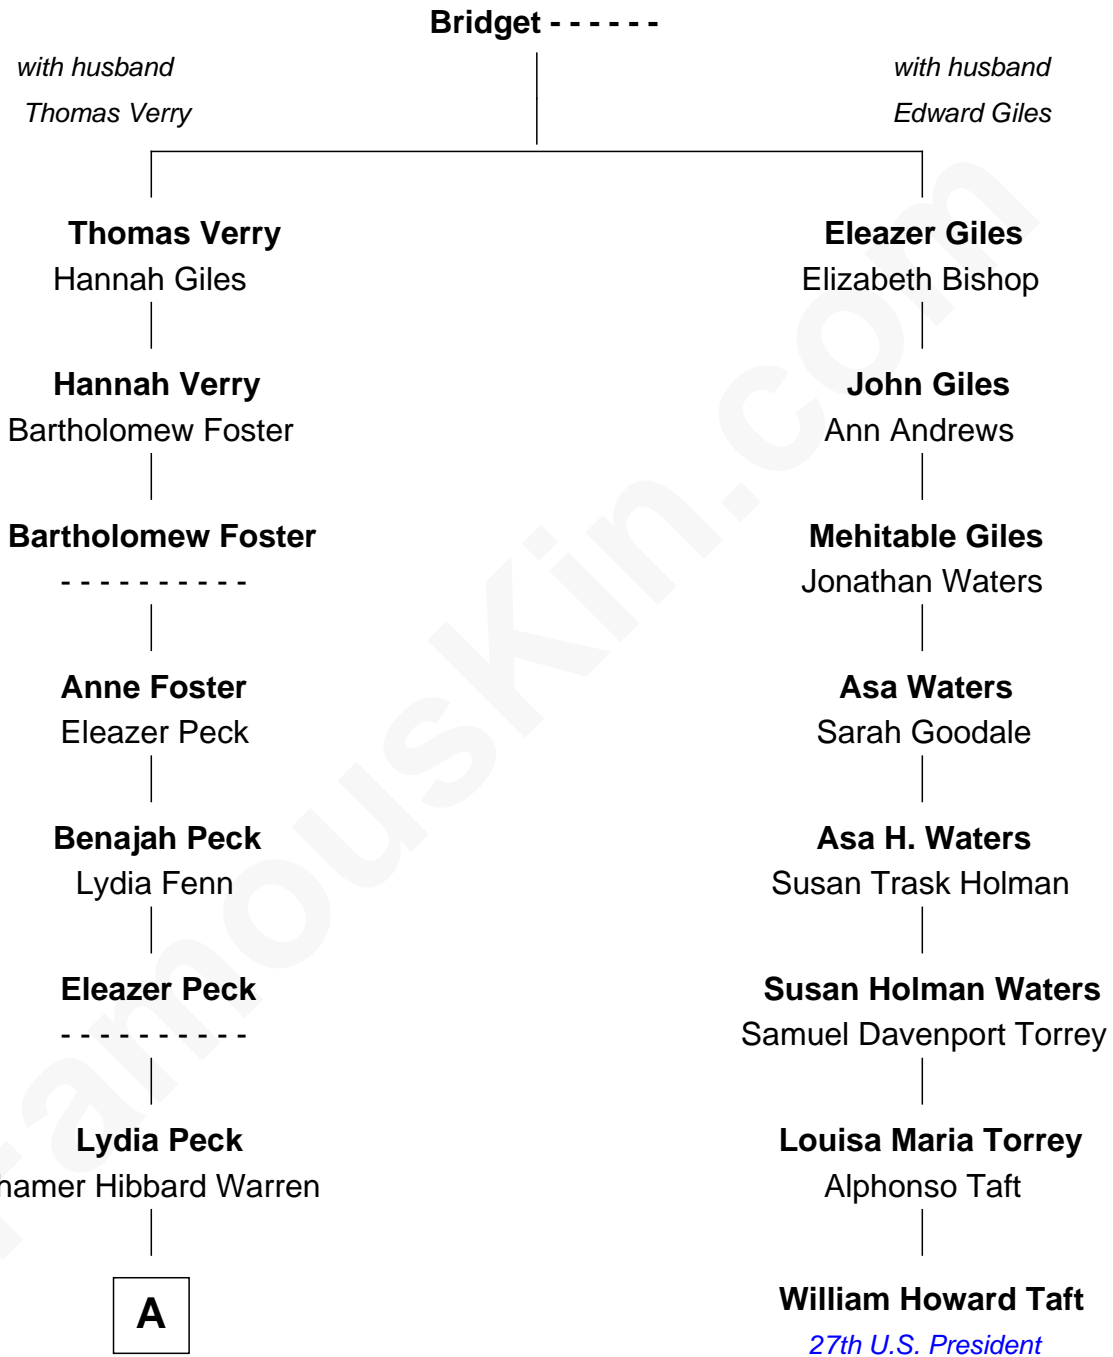 Bridget - - - - - -
with husband
Thomas Verry
with husband
Edward Giles
Thomas Verry
Hannah Giles
Eleazer Giles
Elizabeth Bishop
Hannah Verry
Bartholomew Foster
John Giles
Ann Andrews
Bartholomew Foster
- - - - - - - - - -
Mehitable Giles
Jonathan Waters
Anne Foster
Eleazer Peck
Asa Waters
Sarah Goodale
Benajah Peck
Lydia Fenn
Asa H. Waters
Susan Trask Holman
Eleazer Peck
- - - - - - - - - -
Susan Holman Waters
Samuel Davenport Torrey
Lydia Peck
hamer Hibbard Warren
Louisa Maria Torrey
Alphonso Taft
A
William Howard Taft
27th U.S. President
FamousKin.com